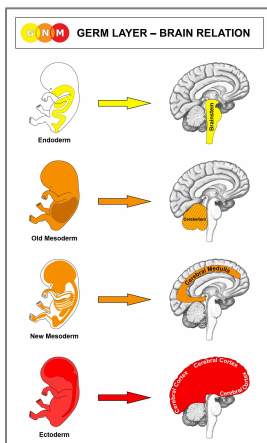 G N M GERM LAYER – BRAIN RELATION
Endoderm
Brainstem
Old Mesoderm
Cerebellum
New Mesoderm
Cerebral Medulla
Ectoderm
Cerebral Cortex
Cerebral Cortex
Cerebral Cortex